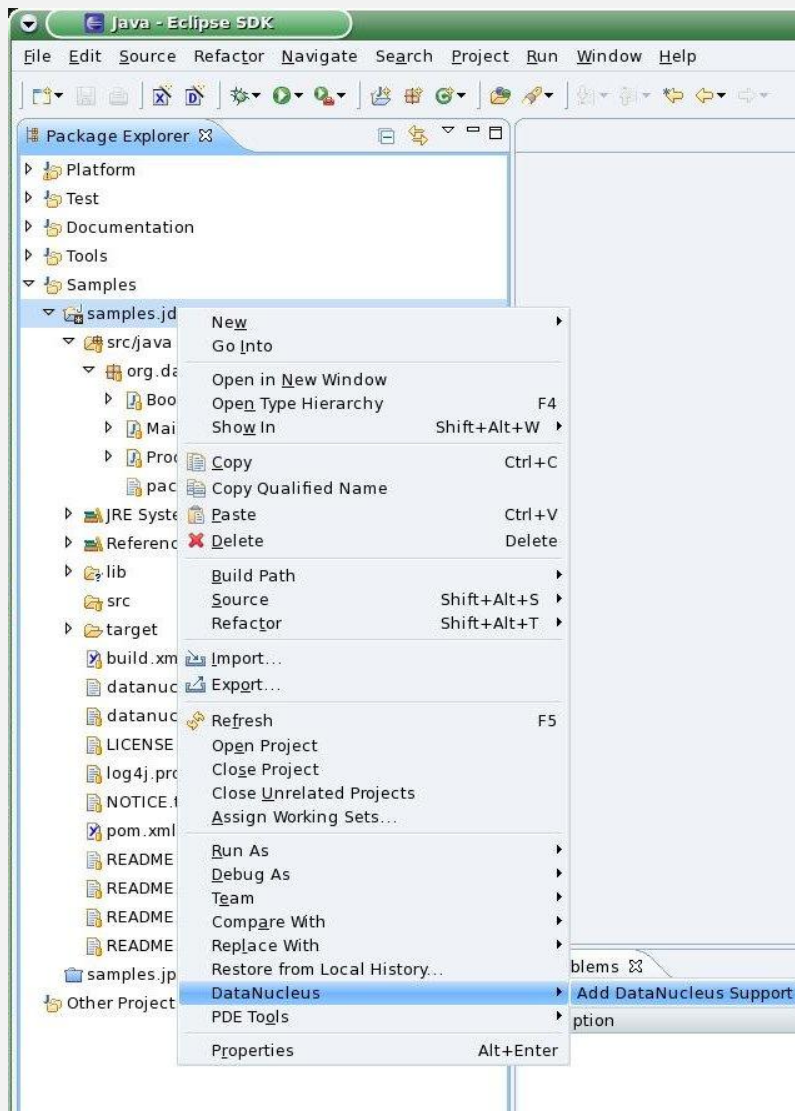 Java - Eclipse SDK
File Edit Source Refactor Navigate Search Project Run Window Help
Package Explorer
Platform
Test
Documentation
Tools
Samples
samples.jd
src/java
org.da
Boo
Mai
Proc
pac
JRE Syste
Referenc
lib
src
target
build.xm
datanuc
datanuc
LICENSE
log4j.pro
NOTICE.t
pom.xml
README
README
README
README
samples.jp
Other Project
New
Go Into
Open in New Window
Open Type Hierarchy F4
Show In Shift+Alt+W
Copy Ctrl+C
Copy Qualified Name
Paste Ctrl+V
Delete Delete
Build Path
Source Shift+Alt+S
Refactor Shift+Alt+T
Import...
Export...
Refresh F5
Open Project
Close Project
Close Unrelated Projects
Assign Working Sets...
Run As
Debug As
Team
Compare With
Replace With
Restore from Local History...
DataNucleus
PDE Tools
Properties Alt+Enter
blems
Add DataNucleus Support
ption